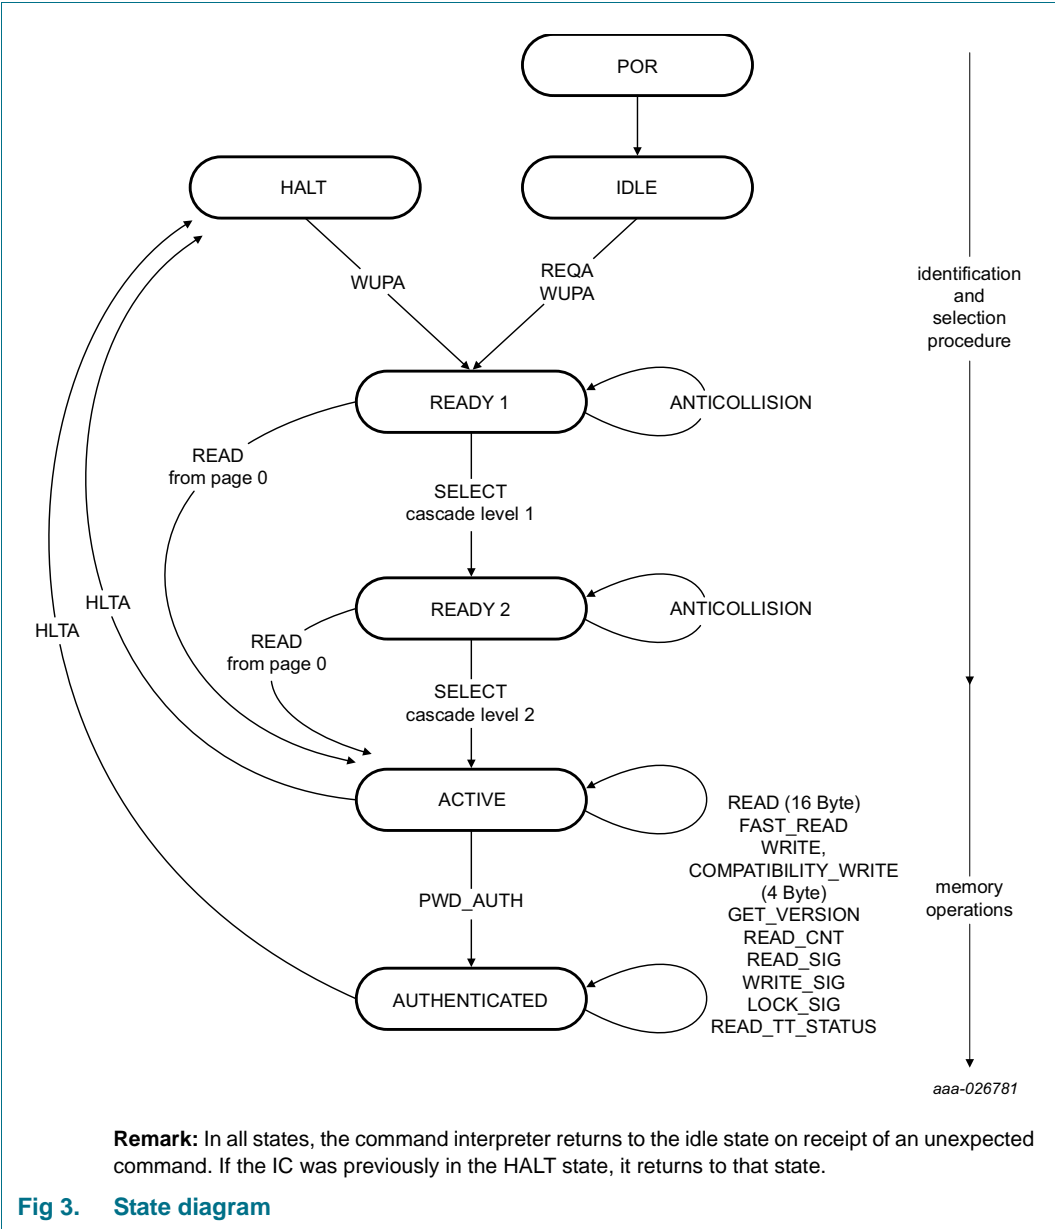 POR
HALT
IDLE
WUPA
REQA
WUPA
identification
and
selection
procedure
READY 1
ANTICOLLISION
READ
from page 0
SELECT
cascade level 1
HLTA
HLTA
READY 2
ANTICOLLISION
READ
from page 0
SELECT
cascade level 2
ACTIVE
READ (16 Byte)
FAST_READ
WRITE,
COMPATIBILITY_WRITE
(4 Byte)
GET_VERSION
READ_CNT
READ_SIG
WRITE_SIG
LOCK_SIG
READ_TT_STATUS
memory
operations
PWD_AUTH
AUTHENTICATED
aaa-026781
Remark: In all states, the command interpreter returns to the idle state on receipt of an unexpected
command. If the IC was previously in the HALT state, it returns to that state.
Fig 3. State diagram